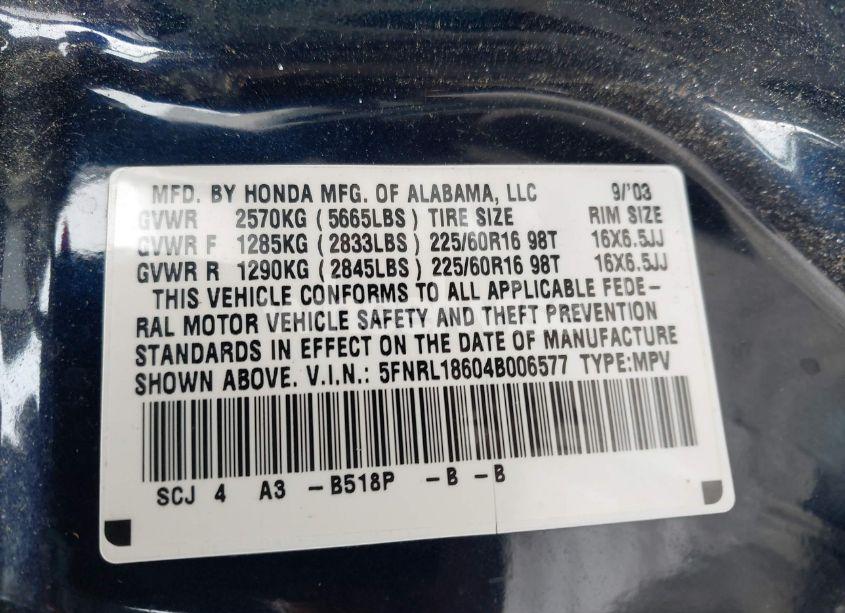 MFD. BY HONDA MFG. OF ALABAMA, LLC 9/'03
GVWR 2570KG (5665LBS) TIRE SIZE RIM SIZE
GVWR F 1285KG (2833LBS) 225/60R16 98T 16X6.5JJ
GVWR R 1290KG (2845LBS) 225/60R16 98T 16X6.5JJ
THIS VEHICLE CONFORMS TO ALL APPLICABLE FEDE-
RAL MOTOR VEHICLE SAFETY AND THEFT PREVENTION
STANDARDS IN EFFECT ON THE DATE OF MANUFACTURE
SHOWN ABOVE. V.I.N.: 5FNRL18604B006577 TYPE:MPV
SCJ 4 A3 -B518P -B -B